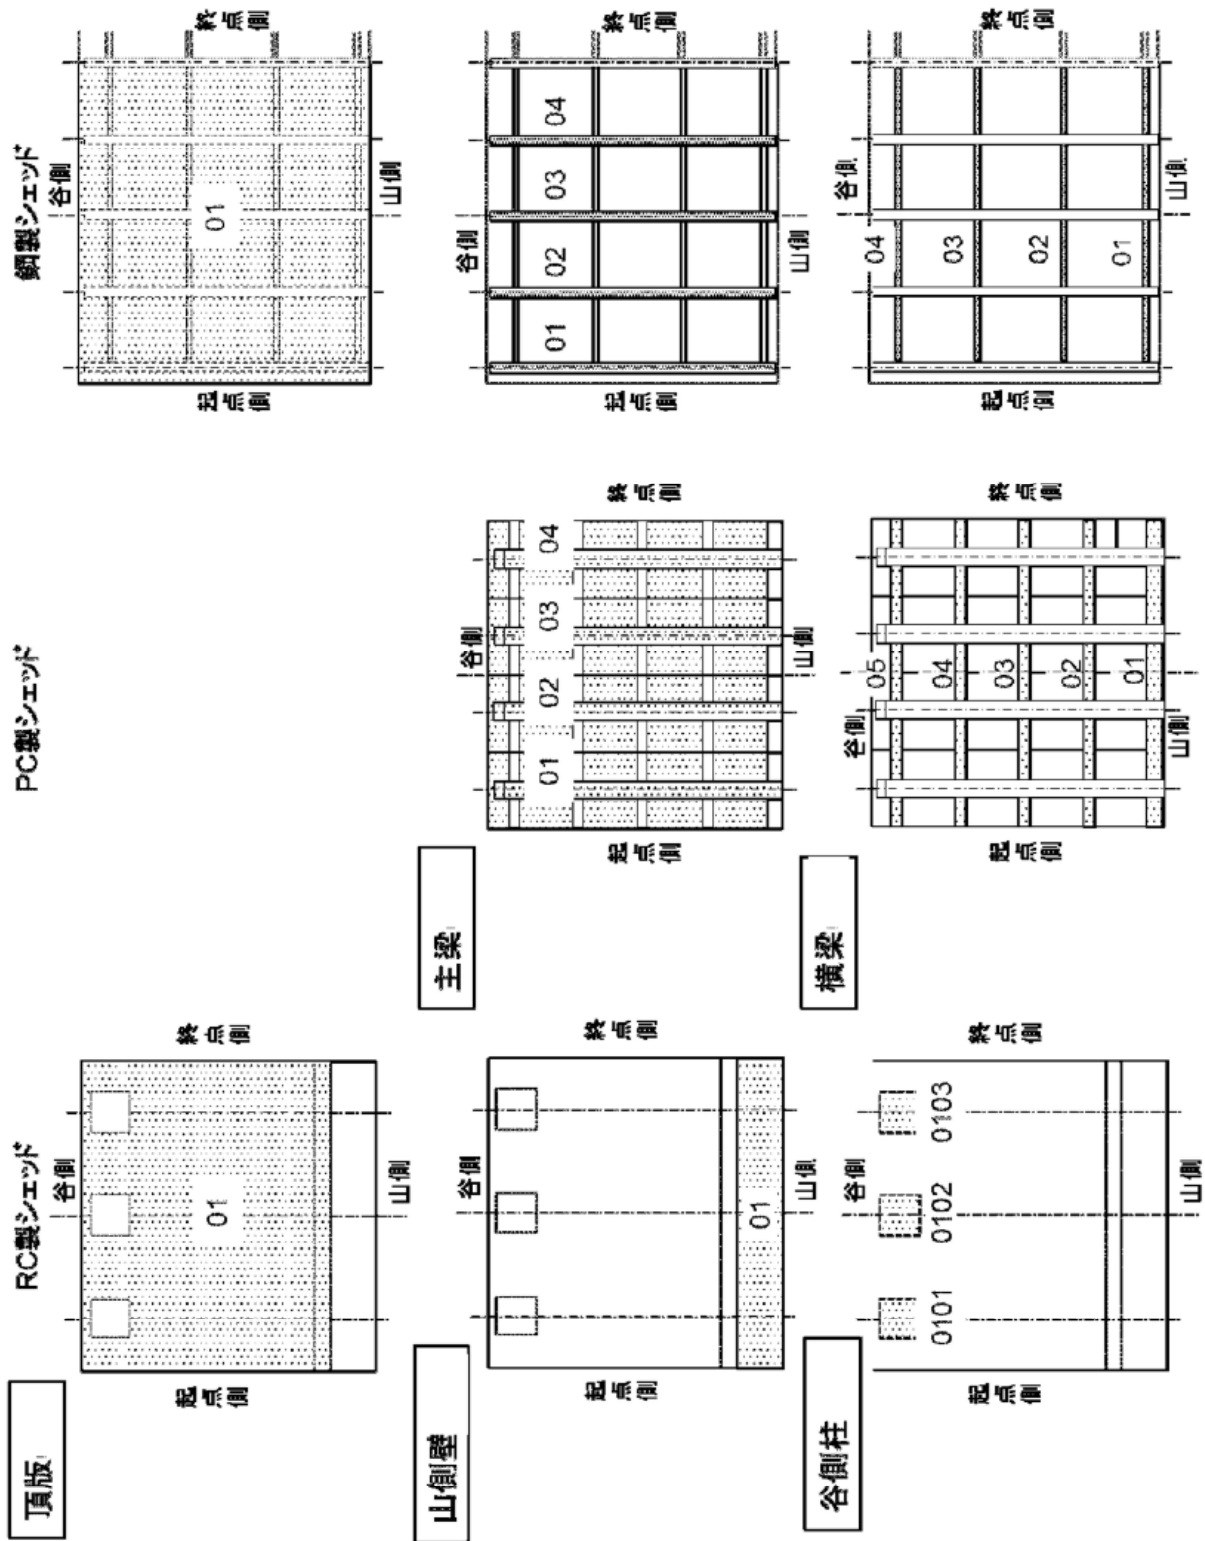 RC製シェッド
PC製シェッド
鋼製シェッド
頂版
谷側
起点側
01
終点側
山側
谷側
起点側
01
終点側
山側
山側壁
谷側
起点側
01
終点側
山側
主梁
谷側
起点側
01
02
03
04
終点側
山側
谷側
起点側
01
02
03
04
終点側
山側
谷側柱
谷側
起点側
0101
0102
0103
終点側
山側
横梁
谷側
起点側
05
04
03
02
01
終点側
山側
谷側
起点側
04
03
02
01
終点側
山側